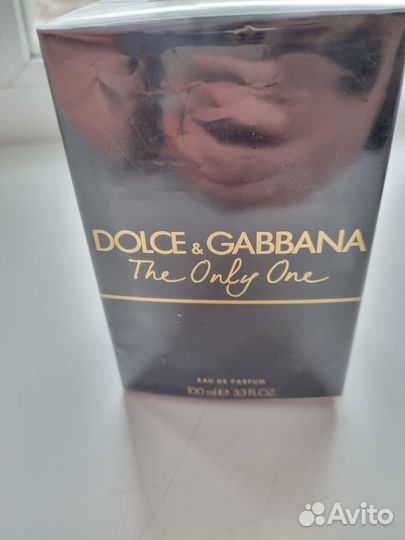 DOLCE & GABBANA
The Only One
EAU DE PARFUM
100 ml ℮ 3.3 FL.OZ
Avito